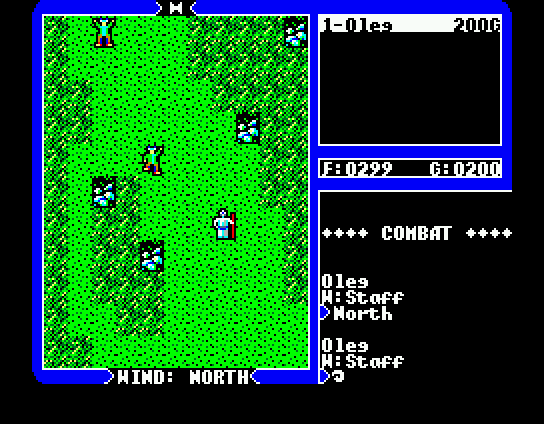 1-Oleg 200G
F:0299 G:0200
++++ COMBAT ++++
Oleg
W:Staff
North
Oleg
W:Staff
WIND: NORTH